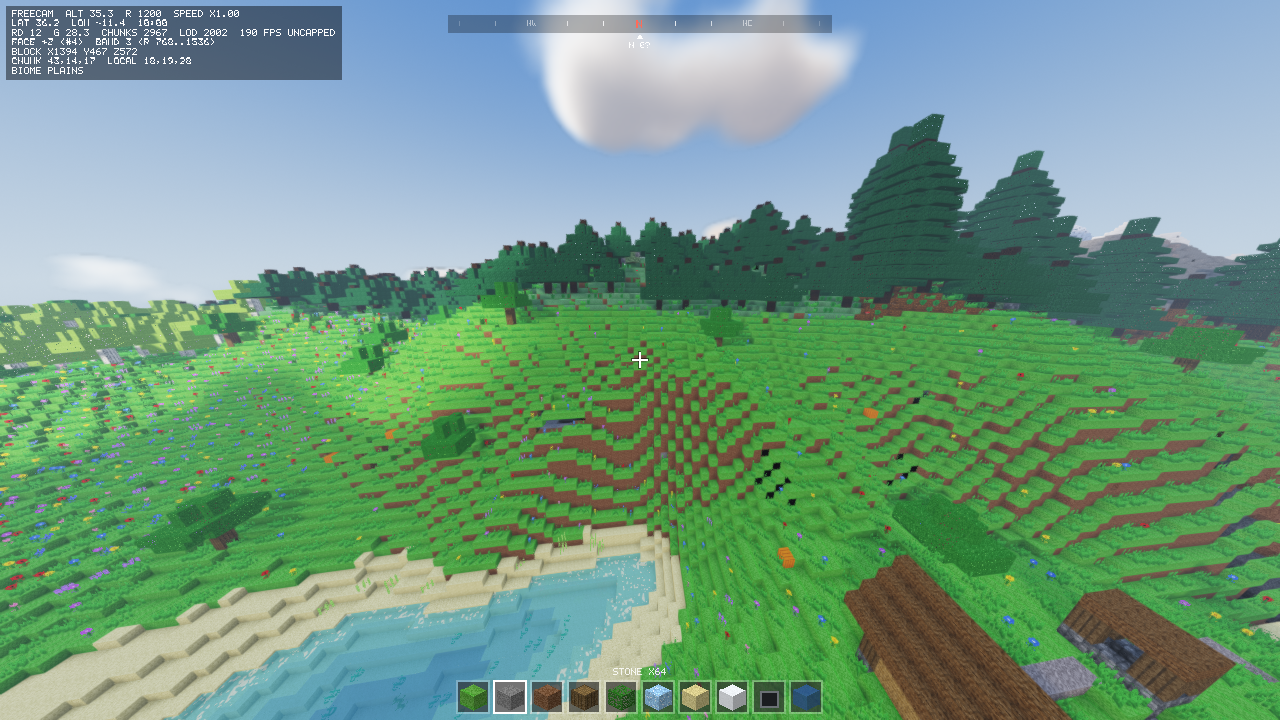 FREECAM ALT 35.3 R 1200 SPEED X1.00
LAT 36.2 LON -11.4 10:00
RD 12 G 28.3 CHUNKS 2967 LOD 2002 190 FPS UNCAPPED
FACE +Z (#4) BAND 3 (R 768..1536)
BLOCK X1394 Y467 Z572
CHUNK 43,14,17 LOCAL 18,19,28
BIOME PLAINS
STONE X64